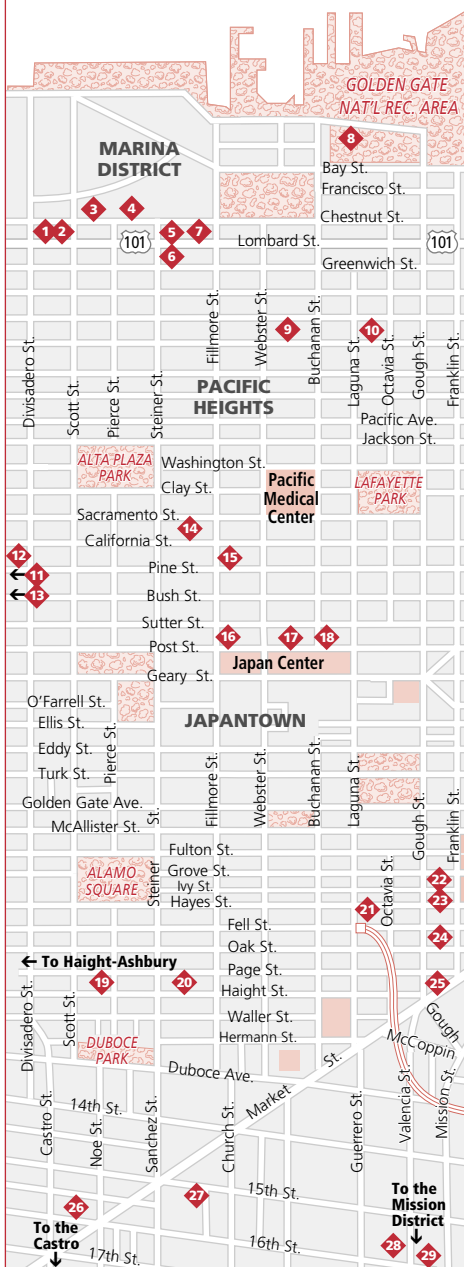 GOLDEN GATE
NAT'L REC. AREA
MARINA
DISTRICT
8
Bay St.
Francisco St.
3
4
Chestnut St.
1
2
101
5
7
Lombard St.
101
6
Greenwich St.
Divisadero St.
Scott St.
Pierce St.
Steiner St.
Fillmore St.
Webster St.
9
Buchanan St.
10
Laguna St.
Octavia St.
Gough St.
Franklin St.
PACIFIC
HEIGHTS
Pacific Ave.
Jackson St.
ALTA PLAZA
PARK
Washington St.
Clay St.
Pacific
Medical
Center
LAFAYETTE
PARK
Sacramento St.
14
California St.
12
15
← 11
Pine St.
← 13
Bush St.
Sutter St.
16
17
18
Post St.
Japan Center
Geary St.
O'Farrell St.
Ellis St.
JAPANTOWN
Eddy St.
Turk St.
Pierce St.
Golden Gate Ave.
McAllister St.
Steiner St.
Fillmore St.
Webster St.
Buchanan St.
Laguna St.
Gough St.
Franklin St.
Fulton St.
ALAMO
SQUARE
Grove St.
Ivy St.
Hayes St.
Octavia St.
22
23
21
Fell St.
24
Oak St.
← To Haight-Ashbury
Page St.
19
20
Haight St.
25
Divisadero St.
Scott St.
Waller St.
Gough
DUBOCE
PARK
Hermann St.
McCoppin
Duboce Ave.
Market St.
14th St.
Castro St.
Noe St.
Sanchez St.
Church St.
Guerrero St.
Valencia St.
Mission St.
15th St.
26
27
To the
Mission
District
↓
To the
Castro
↓
16th St.
28
29
17th St.